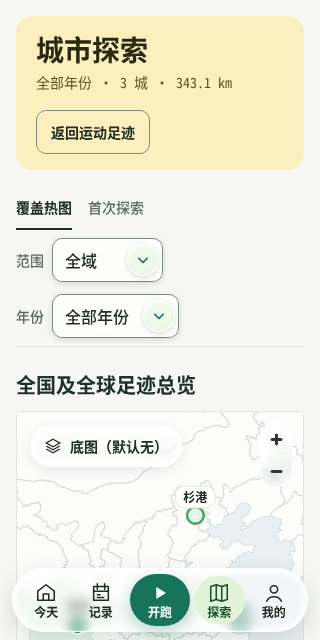 城市探索
全部年份 • 3 城 • 343.1 km
返回运动足迹
覆盖热图 首次探索
范围 全域
年份 全部年份
全国及全球足迹总览
底图（默认无）
杉港
今天 记录 开跑 探索 我的